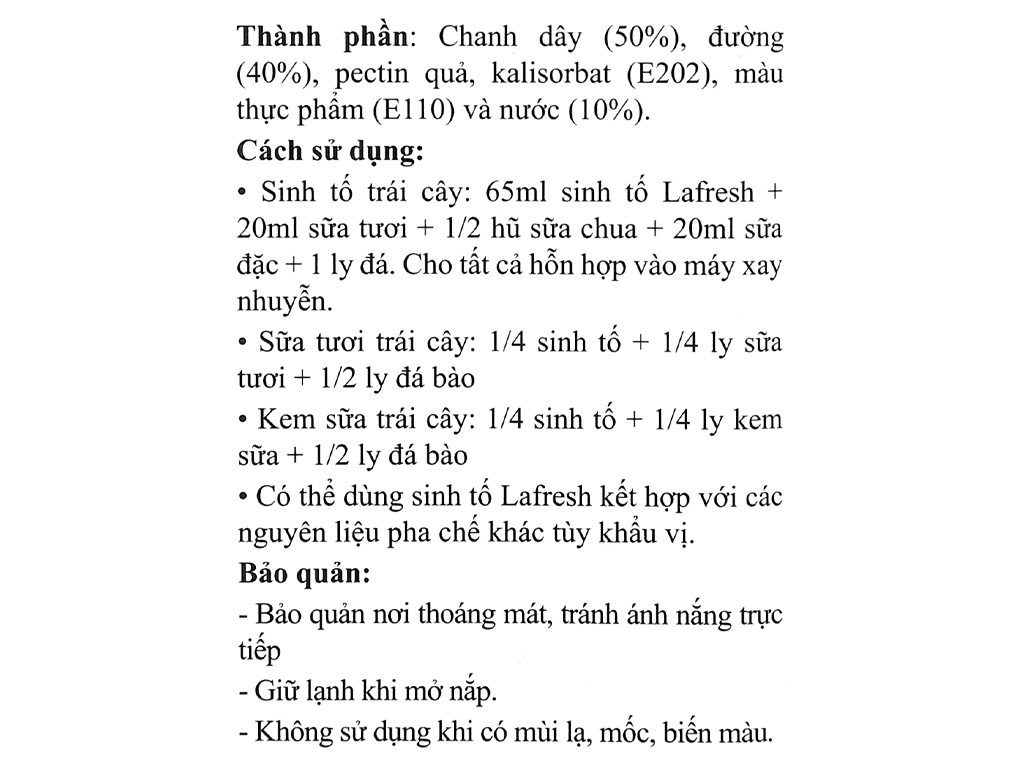 Thành phần: Chanh dây (50%), đường
(40%), pectin quả, kalisorbat (E202), màu
thực phẩm (E110) và nước (10%).
Cách sử dụng:
• Sinh tố trái cây: 65ml sinh tố Lafresh +
20ml sữa tươi + 1/2 hũ sữa chua + 20ml sữa
đặc + 1 ly đá. Cho tất cả hỗn hợp vào máy xay
nhuyễn.
• Sữa tươi trái cây: 1/4 sinh tố + 1/4 ly sữa
tươi + 1/2 ly đá bào
• Kem sữa trái cây: 1/4 sinh tố + 1/4 ly kem
sữa + 1/2 ly đá bào
• Có thể dùng sinh tố Lafresh kết hợp với các
nguyên liệu pha chế khác tùy khẩu vị.
Bảo quản:
- Bảo quản nơi thoáng mát, tránh ánh nắng trực
tiếp
- Giữ lạnh khi mở nắp.
- Không sử dụng khi có mùi lạ, mốc, biến màu.